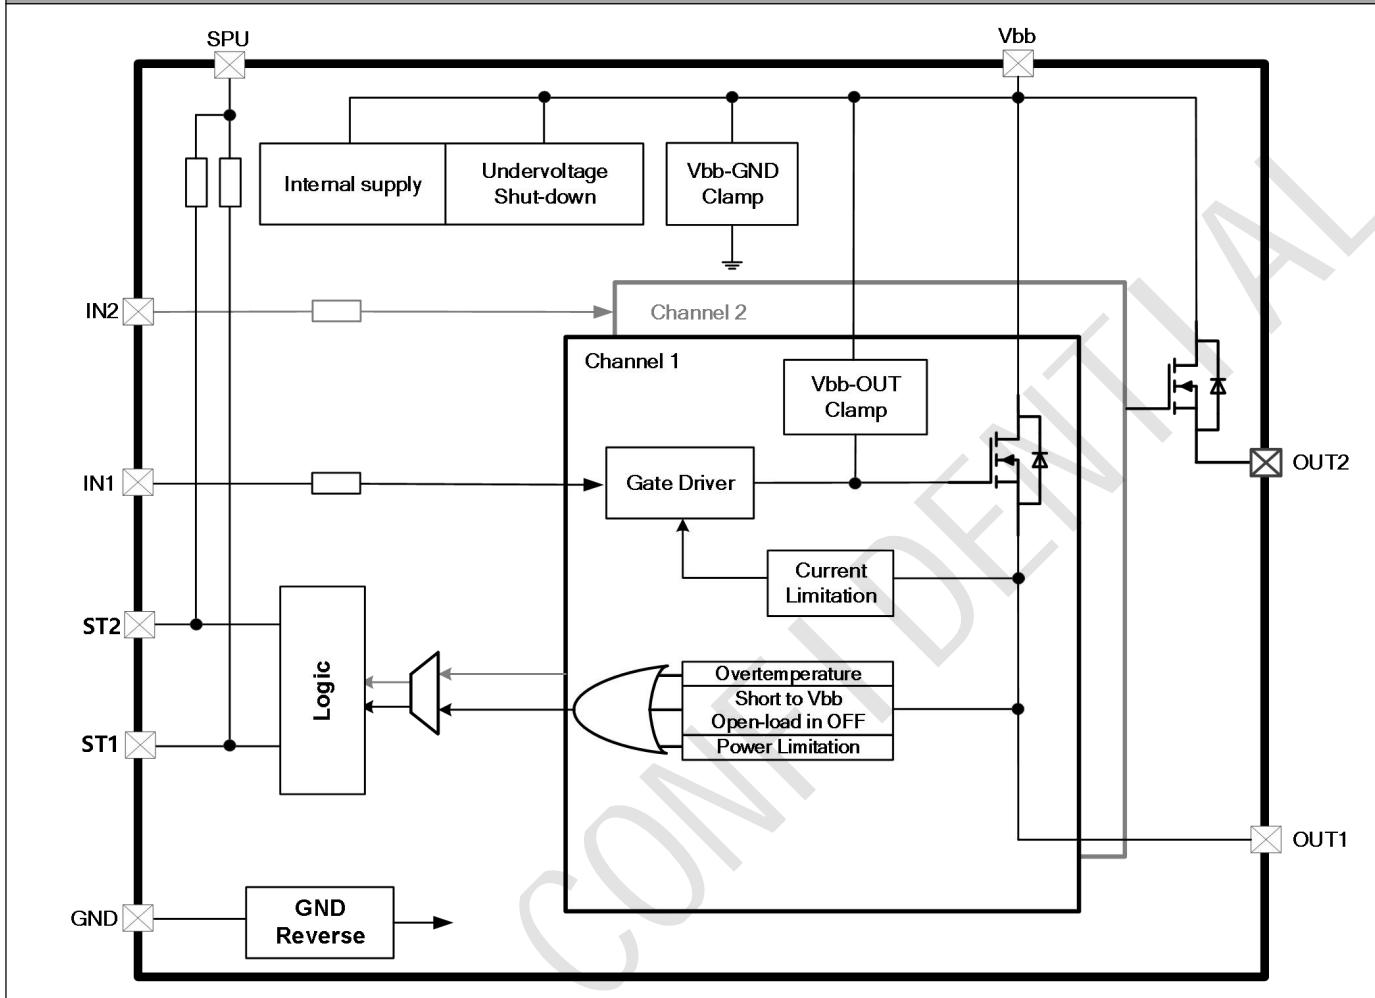 SPU
Vbb
Internal supply
Undervoltage
Shut-down
Vbb-GND
Clamp
IN2
Channel 2
Channel 1
Vbb-OUT
Clamp
OUT2
IN1
Gate Driver
Current
Limitation
ST2
Logic
Overtemperature
Short to Vbb
Open-load in OFF
Power Limitation
ST1
OUT1
GND
GND
Reverse
CONFIDENTIAL